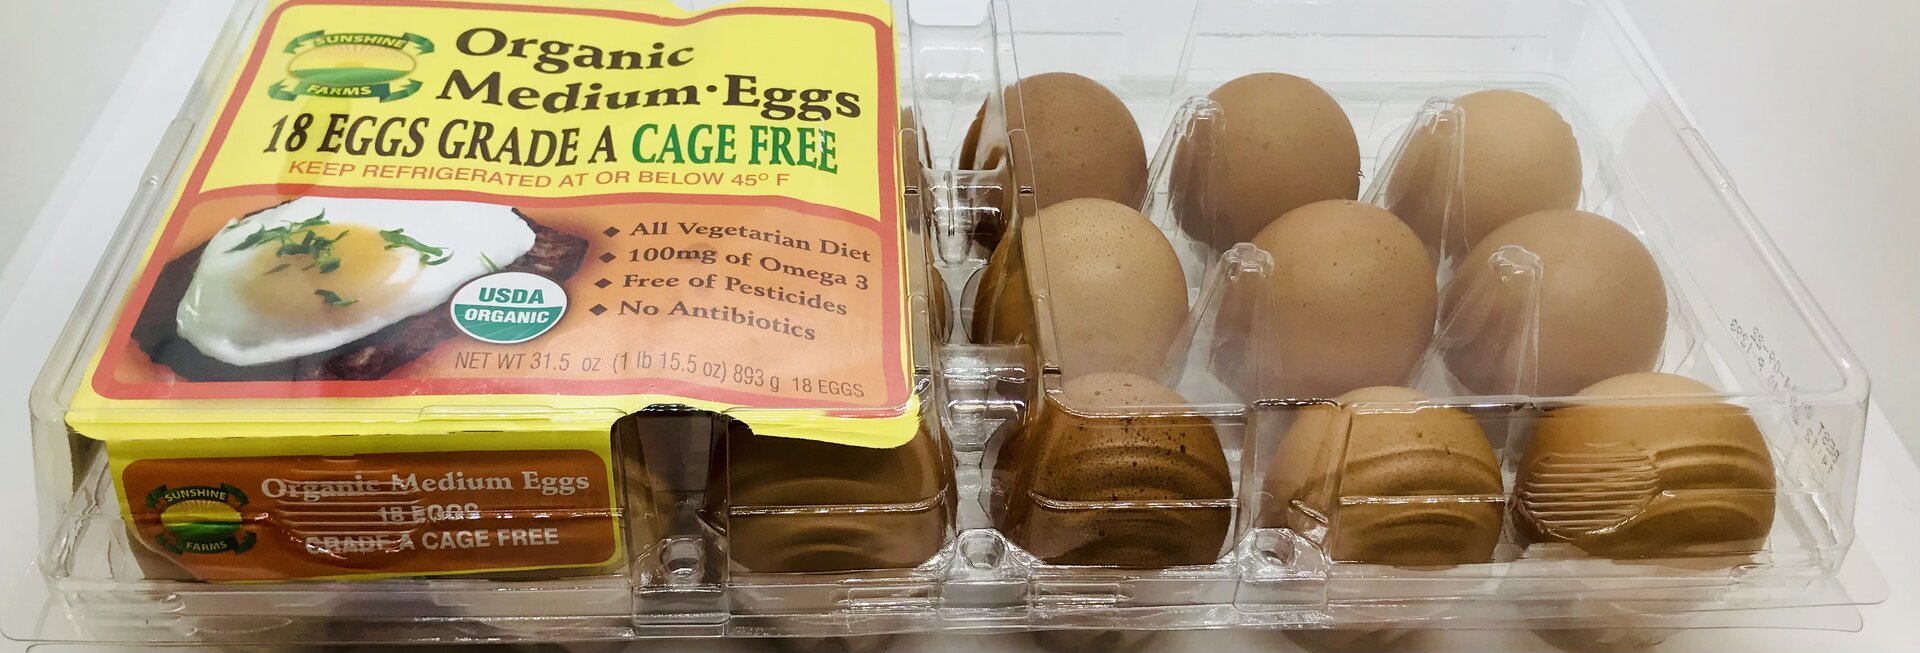 SUNSHINE
FARMS
Organic
Medium·Eggs
18 EGGS GRADE A CAGE FREE
KEEP REFRIGERATED AT OR BELOW 45º F
◆ All Vegetarian Diet
◆ 100mg of Omega 3
◆ Free of Pesticides
◆ No Antibiotics
USDA
ORGANIC
NET WT 31.5 oz (1 lb 15.5 oz) 893 g 18 EGGS
SUNSHINE
FARMS
Organic Medium Eggs
18 EGGS
GRADE A CAGE FREE